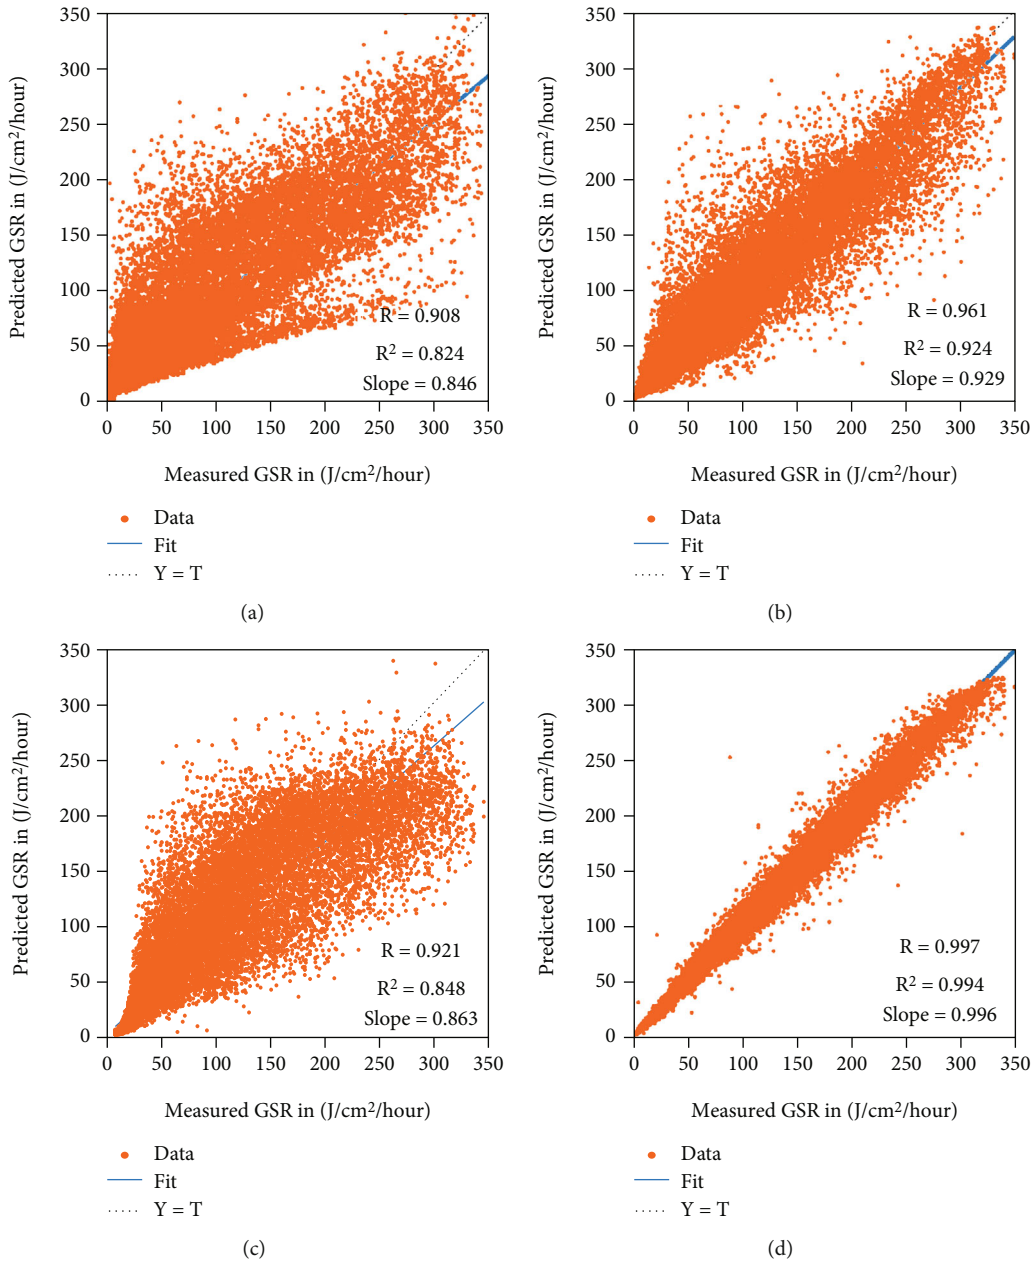 350
300
250
200
150
100
50
0
Predicted GSR in (J/cm²/hour)
R = 0.908
R² = 0.824
Slope = 0.846
0 50 100 150 200 250 300 350
Measured GSR in (J/cm²/hour)
Data
Fit
Y = T
(a)
350
300
250
200
150
100
50
0
Predicted GSR in (J/cm²/hour)
R = 0.961
R² = 0.924
Slope = 0.929
0 50 100 150 200 250 300 350
Measured GSR in (J/cm²/hour)
Data
Fit
Y = T
(b)
350
300
250
200
150
100
50
0
Predicted GSR in (J/cm²/hour)
R = 0.921
R² = 0.848
Slope = 0.863
0 50 100 150 200 250 300 350
Measured GSR in (J/cm²/hour)
Data
Fit
Y = T
(c)
350
300
250
200
150
100
50
0
Predicted GSR in (J/cm²/hour)
R = 0.997
R² = 0.994
Slope = 0.996
0 50 100 150 200 250 300 350
Measured GSR in (J/cm²/hour)
Data
Fit
Y = T
(d)